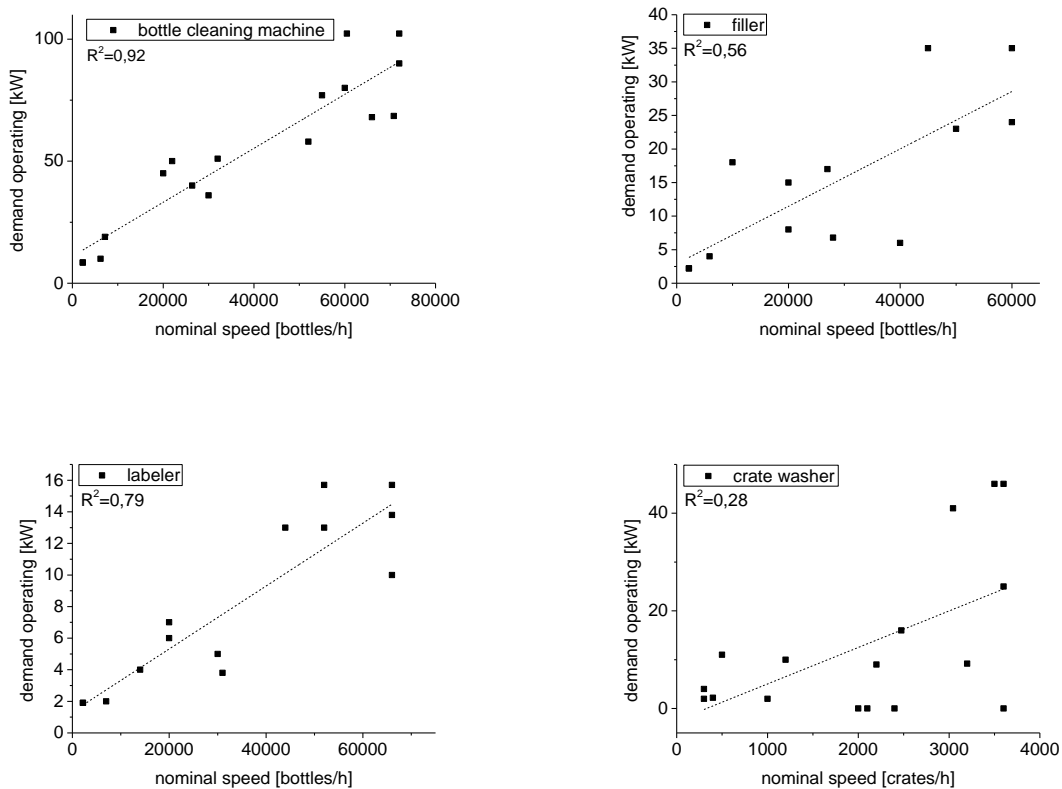 bottle cleaning machine
R²=0,92
100
50
0
demand operating [kW]
0 20000 40000 60000 80000
nominal speed [bottles/h]
filler
R²=0,56
40
35
30
25
20
15
10
5
0
demand operating [kW]
0 20000 40000 60000
nominal speed [bottles/h]
labeler
R²=0,79
16
14
12
10
8
6
4
2
0
demand operating [kW]
0 20000 40000 60000
nominal speed [bottles/h]
crate washer
R²=0,28
40
20
0
demand operating [kW]
0 1000 2000 3000 4000
nominal speed [crates/h]